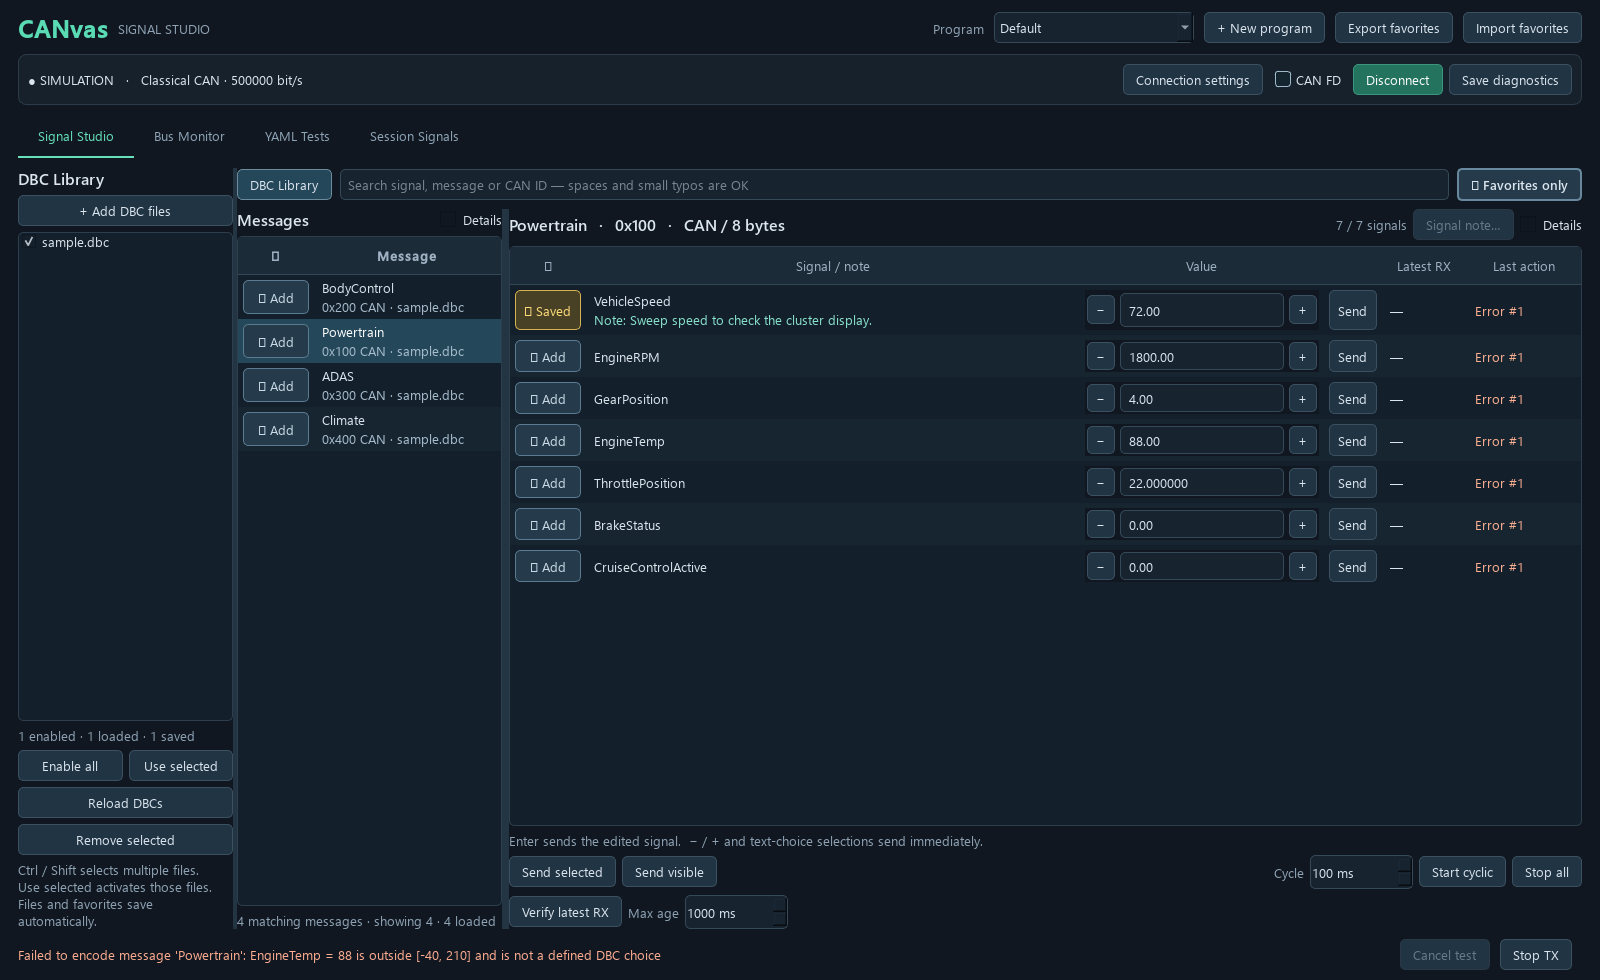 CANvas SIGNAL STUDIO
Program Default + New program Export favorites Import favorites
● SIMULATION · Classical CAN · 500000 bit/s
Connection settings CAN FD Disconnect Save diagnostics
Signal Studio Bus Monitor YAML Tests Session Signals
DBC Library
+ Add DBC files
✓ sample.dbc
1 enabled · 1 loaded · 1 saved
Enable all Use selected
Reload DBCs
Remove selected
Ctrl / Shift selects multiple files.
Use selected activates those files.
Files and favorites save
automatically.
DBC Library Search signal, message or CAN ID — spaces and small typos are OK Favorites only
Messages Details
Message
Add BodyControl
0x200 CAN · sample.dbc
Add Powertrain
0x100 CAN · sample.dbc
Add ADAS
0x300 CAN · sample.dbc
Add Climate
0x400 CAN · sample.dbc
4 matching messages · showing 4 · 4 loaded
Powertrain · 0x100 · CAN / 8 bytes 7 / 7 signals Signal note... Details
Signal / note Value Latest RX Last action
Saved VehicleSpeed − 72.00 + Send — Error #1
Note: Sweep speed to check the cluster display.
Add EngineRPM − 1800.00 + Send — Error #1
Add GearPosition − 4.00 + Send — Error #1
Add EngineTemp − 88.00 + Send — Error #1
Add ThrottlePosition − 22.000000 + Send — Error #1
Add BrakeStatus − 0.00 + Send — Error #1
Add CruiseControlActive − 0.00 + Send — Error #1
Enter sends the edited signal. − / + and text-choice selections send immediately.
Send selected Send visible Cycle 100 ms Start cyclic Stop all
Verify latest RX Max age 1000 ms
Failed to encode message 'Powertrain': EngineTemp = 88 is outside [-40, 210] and is not a defined DBC choice
Cancel test Stop TX